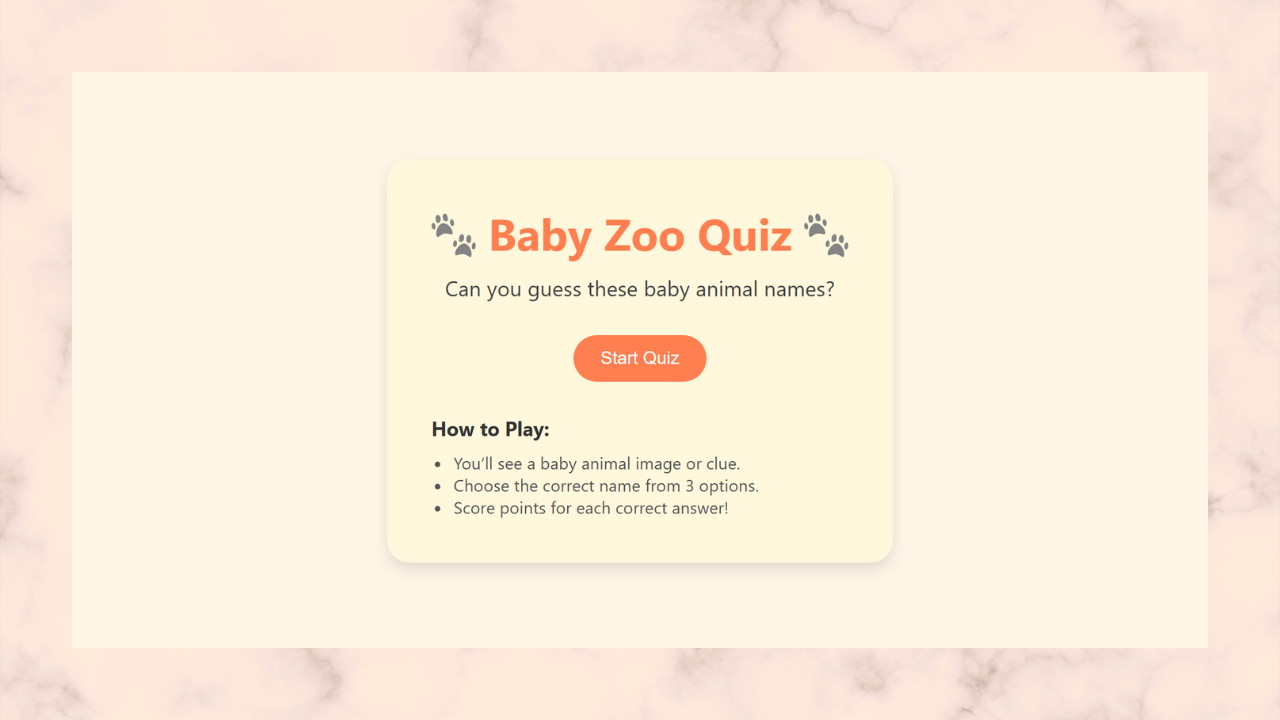 Baby Zoo Quiz
Can you guess these baby animal names?
Start Quiz
How to Play:
• You’ll see a baby animal image or clue.
• Choose the correct name from 3 options.
• Score points for each correct answer!